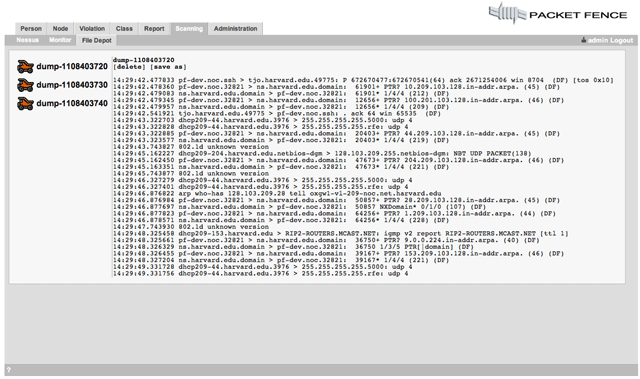 PACKET FENCE
Person Node Violation Class Report Scanning Administration
Nessus Monitor File Depot admin Logout
dump-1108403720
dump-1108403730
dump-1108403740
dump-1108403720
[delete] [save as]
14:29:42.477833 pf-dev.noc.ssh > tjo.harvard.edu.49775: P 672670477:672670541(64) ack 2671254006 win 8704 (DF) [tos 0x10]
14:29:42.478360 pf-dev.noc.32821 > ns.harvard.edu.domain: 61901+ PTR? 10.209.103.128.in-addr.arpa. (45) (DF)
14:29:42.479083 ns.harvard.edu.domain > pf-dev.noc.32821: 61901* 1/4/4 (212) (DF)
14:29:42.479345 pf-dev.noc.32821 > ns.harvard.edu.domain: 12656+ PTR? 100.201.103.128.in-addr.arpa. (46) (DF)
14:29:42.479957 ns.harvard.edu.domain > pf-dev.noc.32821: 12656* 1/4/4 (209) (DF)
14:29:42.541921 tjo.harvard.edu.49775 > pf-dev.noc.ssh: . ack 64 win 65535 (DF)
14:29:43.322778 dhcp209-44.harvard.edu.3976 > 255.255.255.255.5000: udp 4
14:29:43.322828 dhcp209-44.harvard.edu.3976 > 255.255.255.255.rfe: udp 4
14:29:43.322885 pf-dev.noc.32821 > ns.harvard.edu.domain: 20403+ PTR? 44.209.103.128.in-addr.arpa. (45) (DF)
14:29:43.323577 ns.harvard.edu.domain > pf-dev.noc.32821: 20403* 1/4/4 (219) (DF)
14:29:43.743827 802.1d unknown version
14:29:45.162227 dhcp209-204.harvard.edu.netbios-dgm > 128.103.209.255.netbios-dgm: NBT UDP PACKET(138)
14:29:45.162450 pf-dev.noc.32821 > ns.harvard.edu.domain: 47673+ PTR? 204.209.103.128.in-addr.arpa. (46) (DF)
14:29:45.163351 ns.harvard.edu.domain > pf-dev.noc.32821: 47673* 1/4/4 (221) (DF)
14:29:45.743877 802.1d unknown version
14:29:46.327279 dhcp209-44.harvard.edu.3976 > 255.255.255.255.5000: udp 4
14:29:46.327401 dhcp209-44.harvard.edu.3976 > 255.255.255.255.rfe: udp 4
14:29:46.876822 arp who-has 128.103.209.28 tell oxgw1-vl-209-noc.net.harvard.edu
14:29:46.876984 pf-dev.noc.32821 > ns.harvard.edu.domain: 50857+ PTR? 28.209.103.128.in-addr.arpa. (45) (DF)
14:29:46.877697 ns.harvard.edu.domain > pf-dev.noc.32821: 50857 NXDomain* 0/1/0 (107) (DF)
14:29:46.877823 pf-dev.noc.32821 > ns.harvard.edu.domain: 64256+ PTR? 1.209.103.128.in-addr.arpa. (44) (DF)
14:29:46.878571 ns.harvard.edu.domain > pf-dev.noc.32821: 64256* 1/4/4 (228) (DF)
14:29:47.743930 802.1d unknown version
14:29:48.325458 dhcp209-153.harvard.edu > RIP2-ROUTERS.MCAST.NET: igmp v2 report RIP2-ROUTERS.MCAST.NET [ttl 1]
14:29:48.325661 pf-dev.noc.32821 > ns.harvard.edu.domain: 36750+ PTR? 9.0.0.224.in-addr.arpa. (40) (DF)
14:29:48.326329 ns.harvard.edu.domain > pf-dev.noc.32821: 36750 1/3/5 PTR[|domain] (DF)
14:29:48.326455 pf-dev.noc.32821 > ns.harvard.edu.domain: 39167+ PTR? 153.209.103.128.in-addr.arpa. (46) (DF)
14:29:48.327204 ns.harvard.edu.domain > pf-dev.noc.32821: 39167* 1/4/4 (221) (DF)
14:29:49.331728 dhcp209-44.harvard.edu.3976 > 255.255.255.255.5000: udp 4
14:29:49.331756 dhcp209-44.harvard.edu.3976 > 255.255.255.255.rfe: udp 4
?